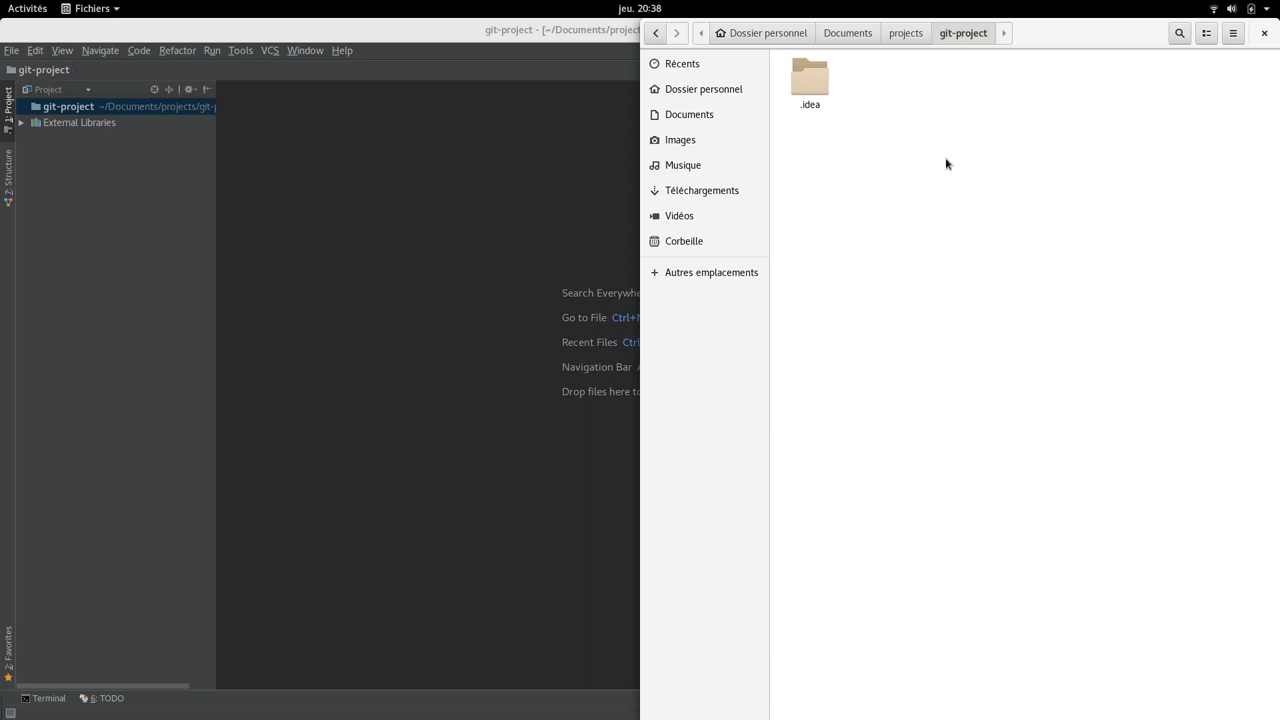 Activités
Fichiers
jeu. 20:38
git-project - [~/Documents/project
File Edit View Navigate Code Refactor Run Tools VCS Window Help
git-project
Project
git-project ~/Documents/projects/git-
External Libraries
1: Project
7: Structure
2: Favorites
Search Everywhe
Go to File Ctrl+
Recent Files Ctrl
Navigation Bar
Drop files here to
Terminal
6: TODO
Dossier personnel
Documents
projects
git-project
Récents
Dossier personnel
Documents
Images
Musique
Téléchargements
Vidéos
Corbeille
Autres emplacements
.idea